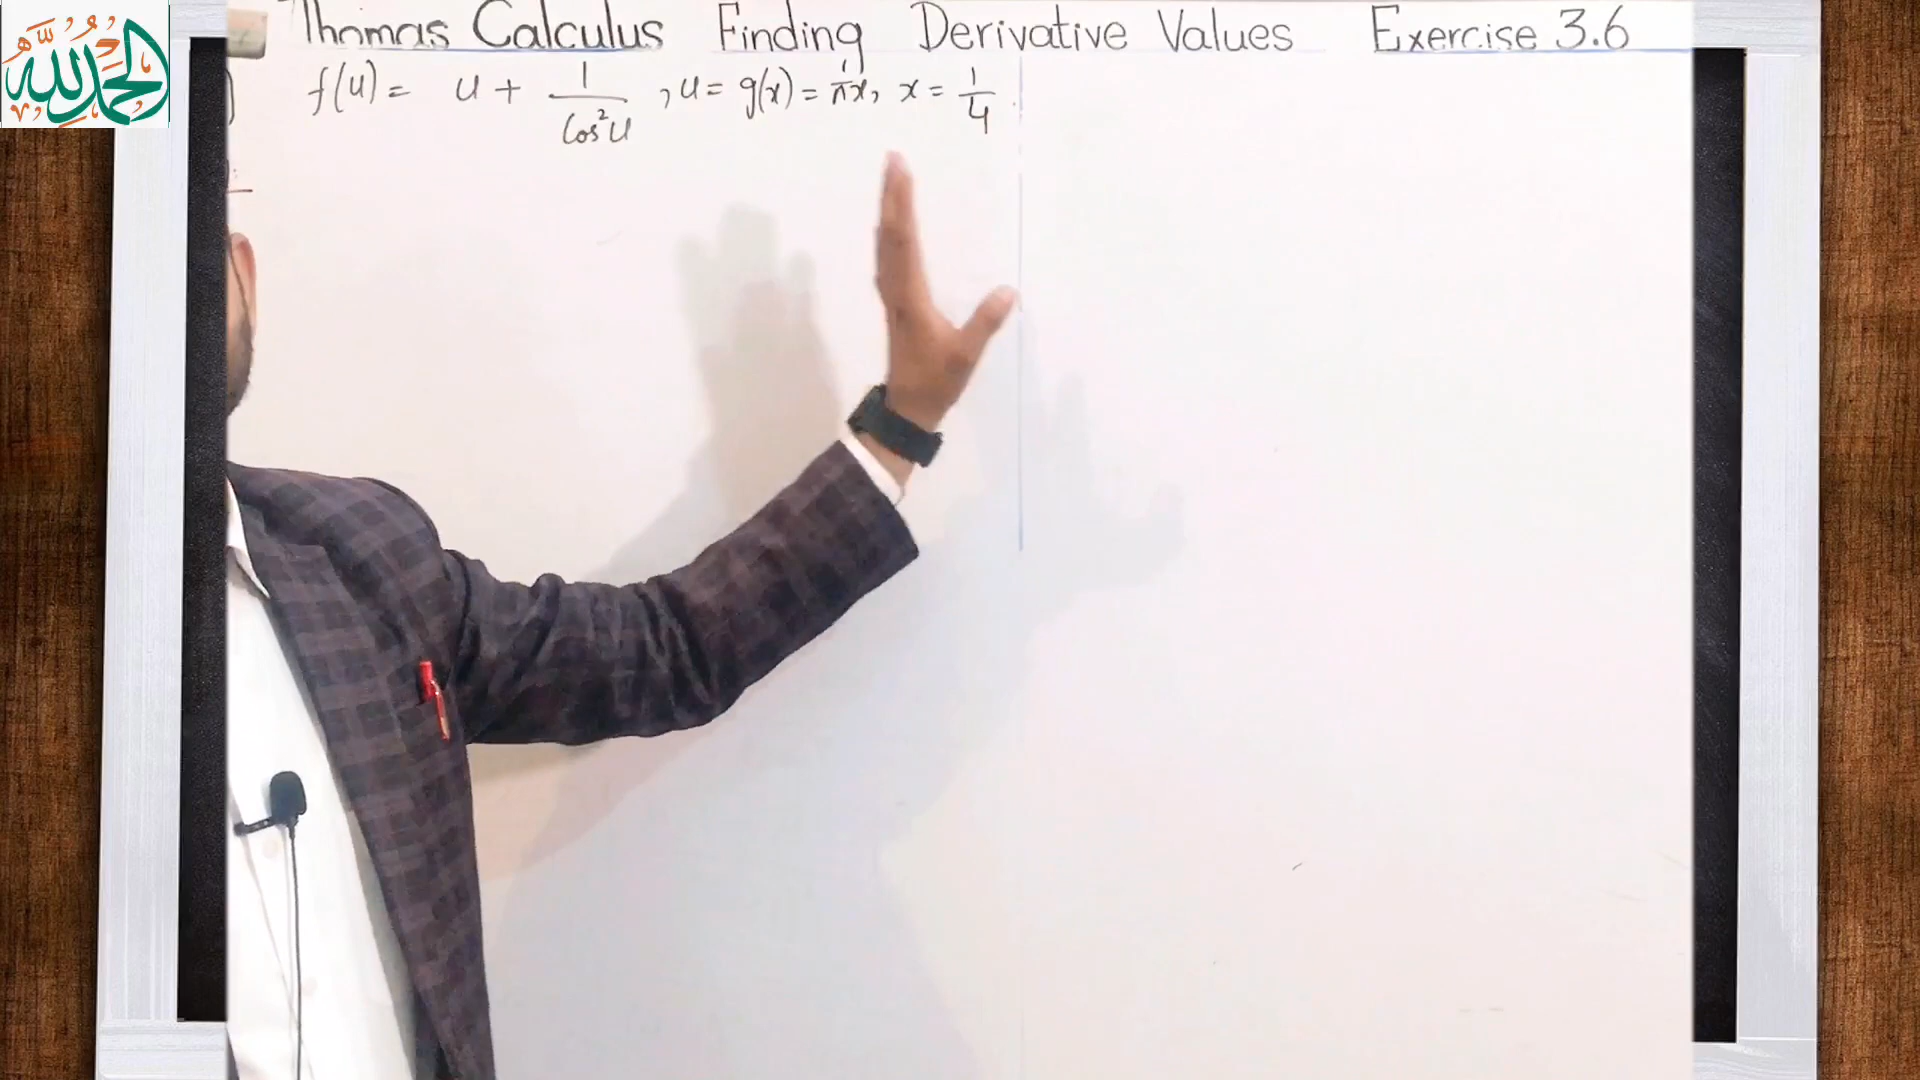 الحمد لله
Thomas Calculus Finding Derivative Values Exercise 3.6
) f(u) = u + 1/cos²u , u = g(x) = πx, x = 1/4